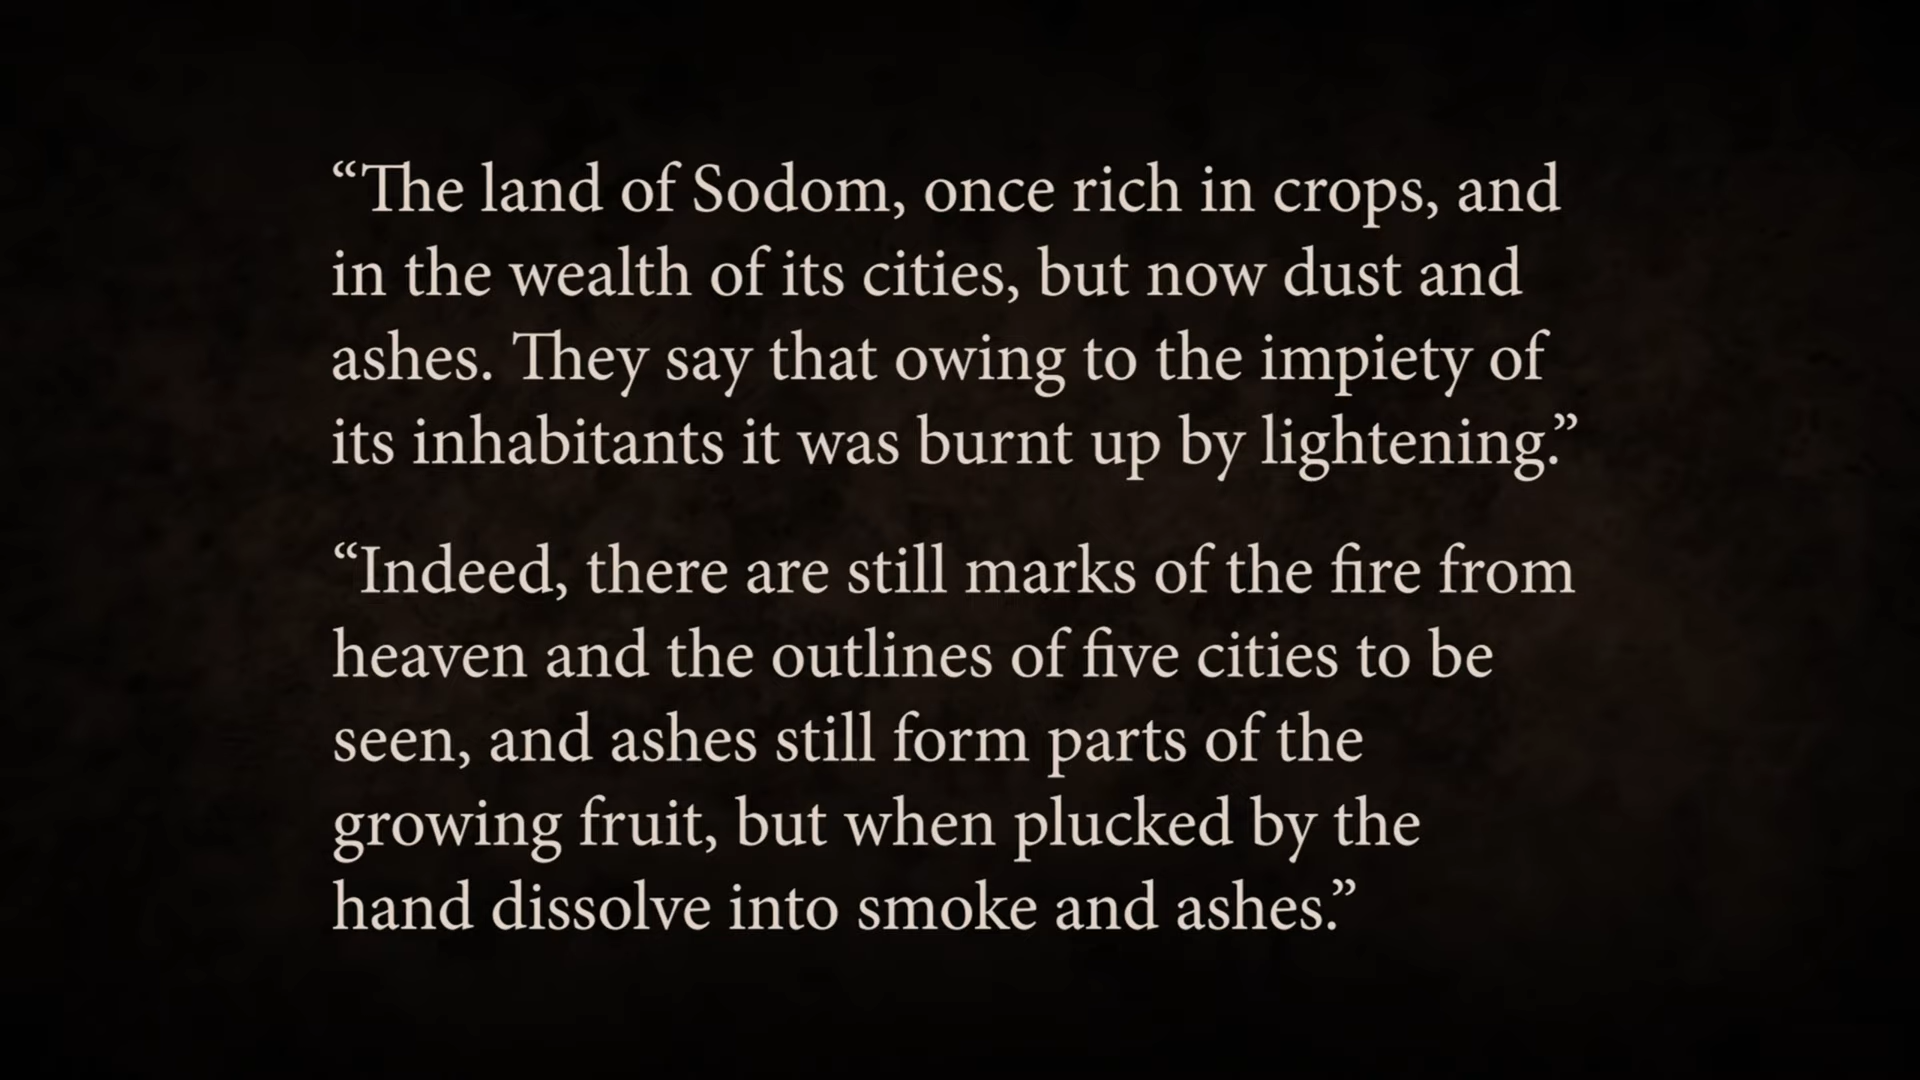 “The land of Sodom, once rich in crops, and
in the wealth of its cities, but now dust and
ashes. They say that owing to the impiety of
its inhabitants it was burnt up by lightening.”
“Indeed, there are still marks of the fire from
heaven and the outlines of five cities to be
seen, and ashes still form parts of the
growing fruit, but when plucked by the
hand dissolve into smoke and ashes.”